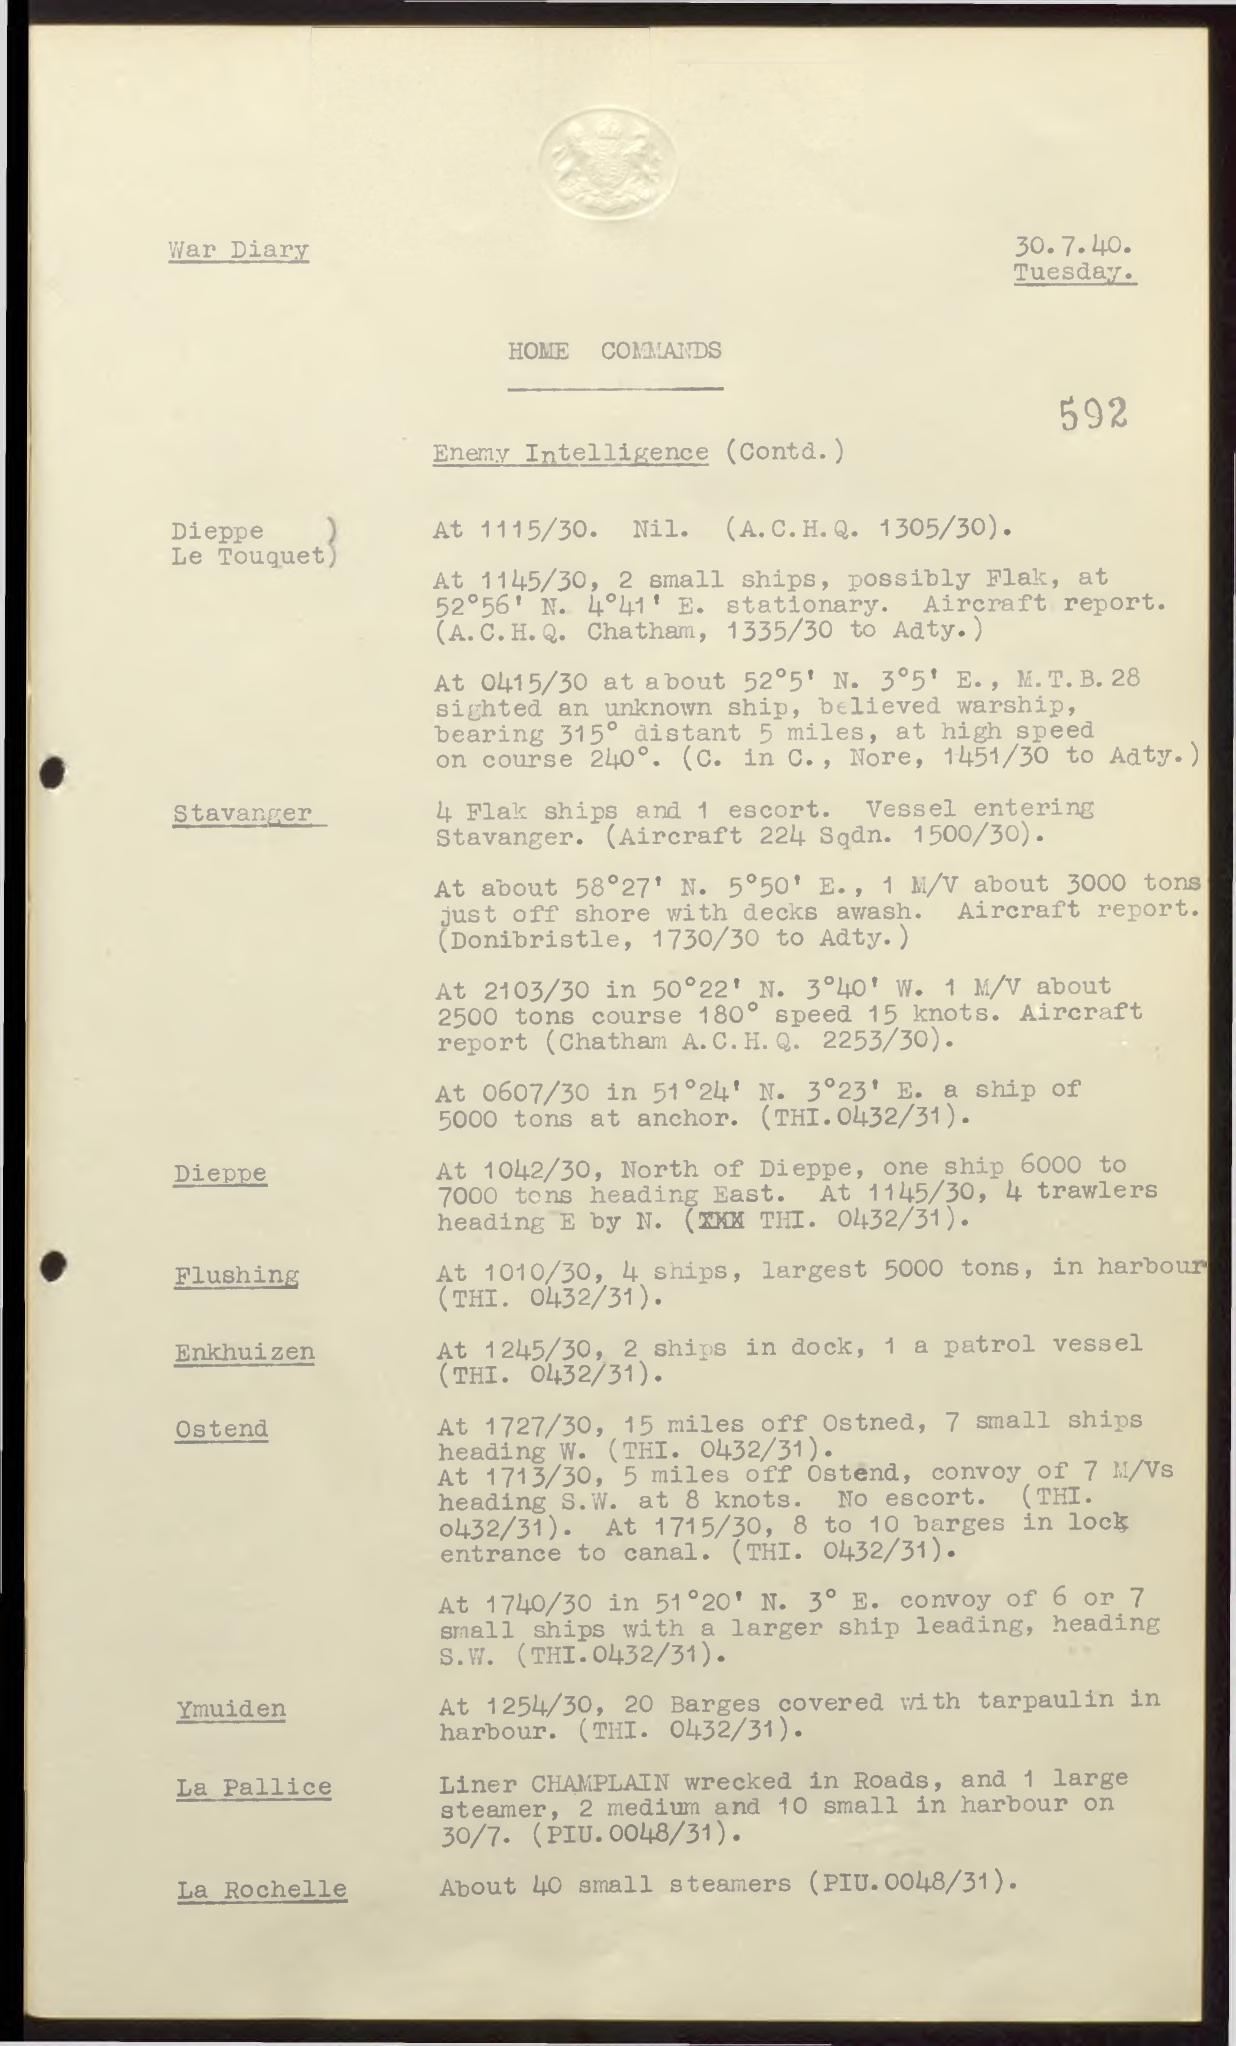 War Diary
30.7.40.
Tuesday.
HOME COMMANDS
592
Enemy Intelligence (Contd.)
Dieppe )
Le Touquet)
At 1115/30. Nil. (A.C.H.Q. 1305/30).
At 1145/30, 2 small ships, possibly Flak, at
52°56' N. 4°41' E. stationary. Aircraft report.
(A.C.H.Q. Chatham, 1335/30 to Adty.)
At 0415/30 at about 52°5' N. 3°5' E., M.T.B.28
sighted an unknown ship, believed warship,
bearing 315° distant 5 miles, at high speed
on course 240°. (C. in C., Nore, 1451/30 to Adty.)
Stavanger
4 Flak ships and 1 escort. Vessel entering
Stavanger. (Aircraft 224 Sqdn. 1500/30).
At about 58°27' N. 5°50' E., 1 M/V about 3000 tons
just off shore with decks awash. Aircraft report.
(Donibristle, 1730/30 to Adty.)
At 2103/30 in 50°22' N. 3°40' W. 1 M/V about
2500 tons course 180° speed 15 knots. Aircraft
report (Chatham A.C.H.Q. 2253/30).
At 0607/30 in 51°24' N. 3°23' E. a ship of
5000 tons at anchor. (THI.0432/31).
Dieppe
At 1042/30, North of Dieppe, one ship 6000 to
7000 tons heading East. At 1145/30, 4 trawlers
heading E by N. (XXX THI. 0432/31).
Flushing
At 1010/30, 4 ships, largest 5000 tons, in harbour
(THI. 0432/31).
Enkhuizen
At 1245/30, 2 ships in dock, 1 a patrol vessel
(THI. 0432/31).
Ostend
At 1727/30, 15 miles off Ostned, 7 small ships
heading W. (THI. 0432/31).
At 1713/30, 5 miles off Ostend, convoy of 7 M/Vs
heading S.W. at 8 knots. No escort. (THI.
o432/31). At 1715/30, 8 to 10 barges in lock
entrance to canal. (THI. 0432/31).
At 1740/30 in 51°20' N. 3° E. convoy of 6 or 7
small ships with a larger ship leading, heading
S.W. (THI.0432/31).
Ymuiden
At 1254/30, 20 Barges covered with tarpaulin in
harbour. (THI. 0432/31).
La Pallice
Liner CHAMPLAIN wrecked in Roads, and 1 large
steamer, 2 medium and 10 small in harbour on
30/7. (PIU.0048/31).
La Rochelle
About 40 small steamers (PIU.0048/31).